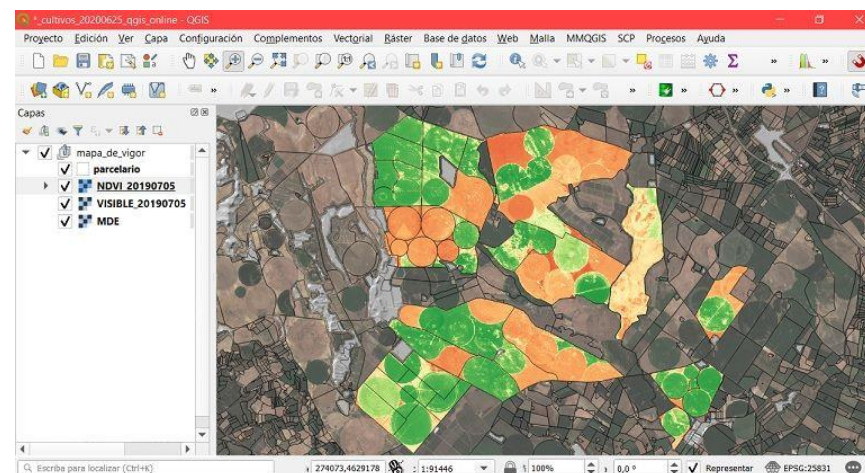 *_cultivos_20200625_qgis_online - QGIS
Proyecto Edición Ver Capa Configuración Complementos Vectorial Ráster Base de datos Web Malla MMQGIS SCP Procesos Ayuda
Capas
mapa_de_vigor
parcelario
NDVI_20190705
VISIBLE_20190705
MDE
Escriba para localizar (Ctrl+K) 274073,4629178 1:91446 100% 0,0 ° Representar EPSG:25831